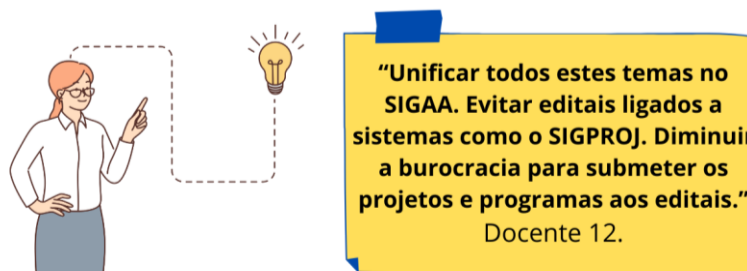 “Unificar todos estes temas no
SIGAA. Evitar editais ligados a
sistemas como o SIGPROJ. Diminuir
a burocracia para submeter os
projetos e programas aos editais.”
Docente 12.